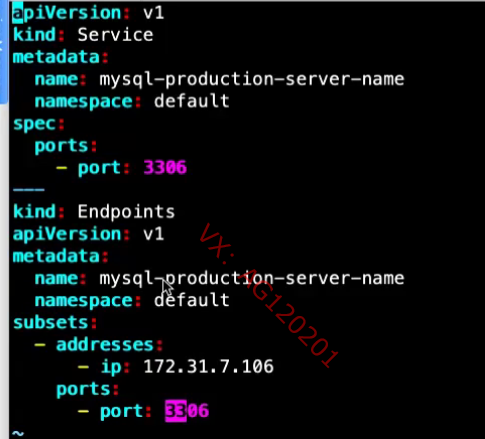 apiVersion: v1
kind: Service
metadata:
  name: mysql-production-server-name
  namespace: default
spec:
  ports:
    - port: 3306
---
kind: Endpoints
apiVersion: v1
metadata:
  name: mysql-production-server-name
  namespace: default
subsets:
  - addresses:
      - ip: 172.31.7.106
    ports:
      - port: 3306
~
VX: AG120201